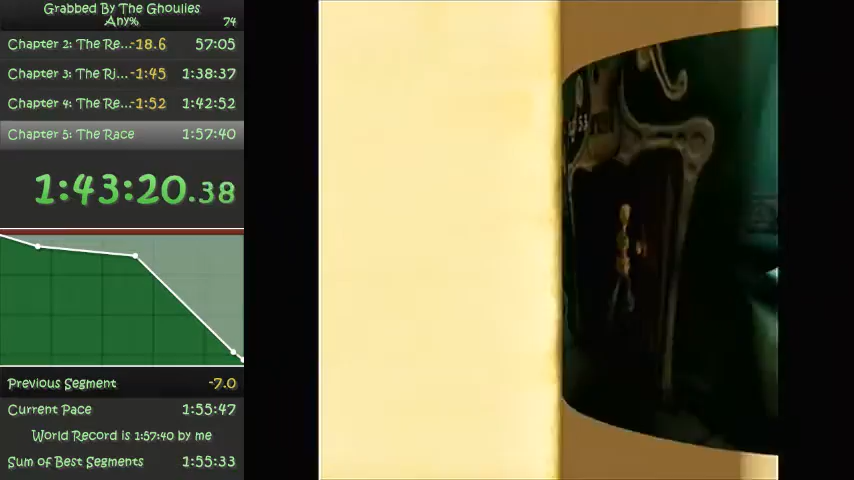 Grabbed By The Ghoulies
Any% 74
Chapter 2: The Re...-18.6 57:05
Chapter 3: The Ri...-1:45 1:38:37
Chapter 4: The Re...-1:52 1:42:52
Chapter 5: The Race 1:57:40
1:43:20.38
Previous Segment -7.0
Current Pace 1:55:47
World Record is 1:57:40 by me
Sum of Best Segments 1:55:33